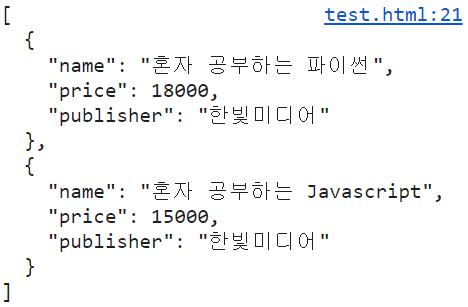 [ test.html:21
  {
    "name": "혼자 공부하는 파이썬",
    "price": 18000,
    "publisher": "한빛미디어"
  },
  {
    "name": "혼자 공부하는 Javascript",
    "price": 15000,
    "publisher": "한빛미디어"
  }
]